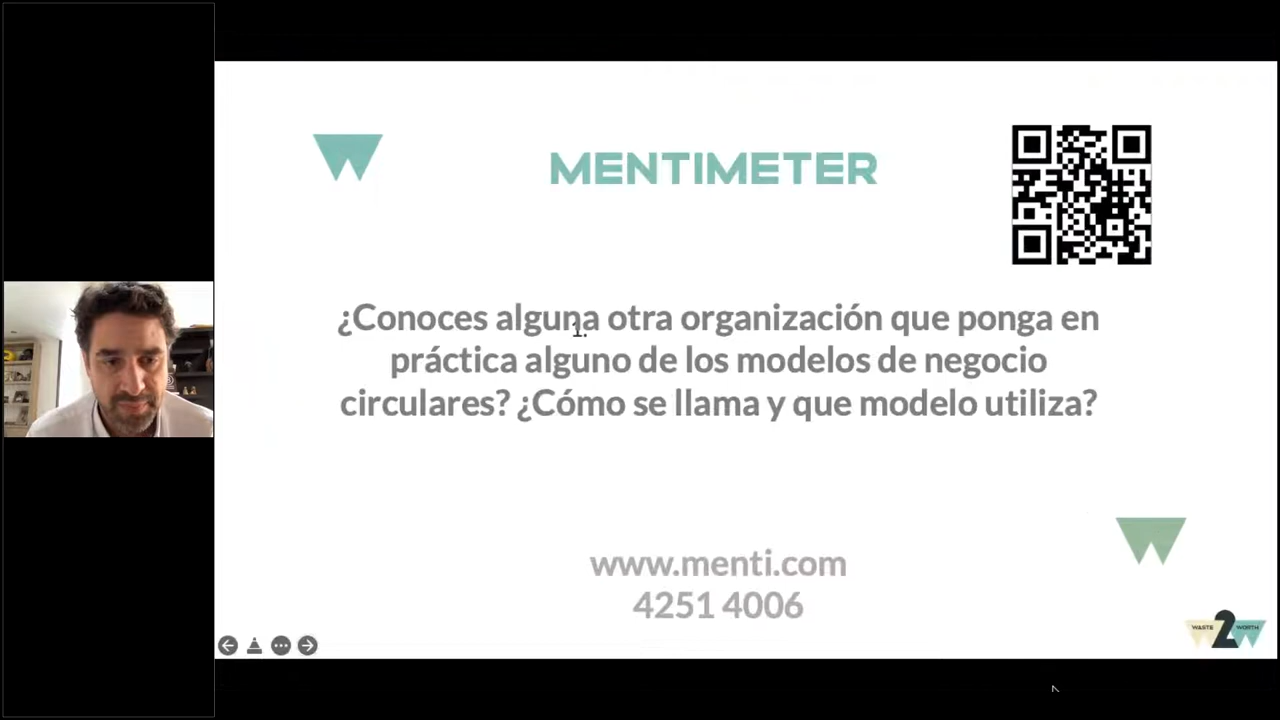 MENTIMETER
¿Conoces alguna otra organización que ponga en
1.
práctica alguno de los modelos de negocio
circulares? ¿Cómo se llama y que modelo utiliza?
www.menti.com
4251 4006
WASTE 2 WORTH